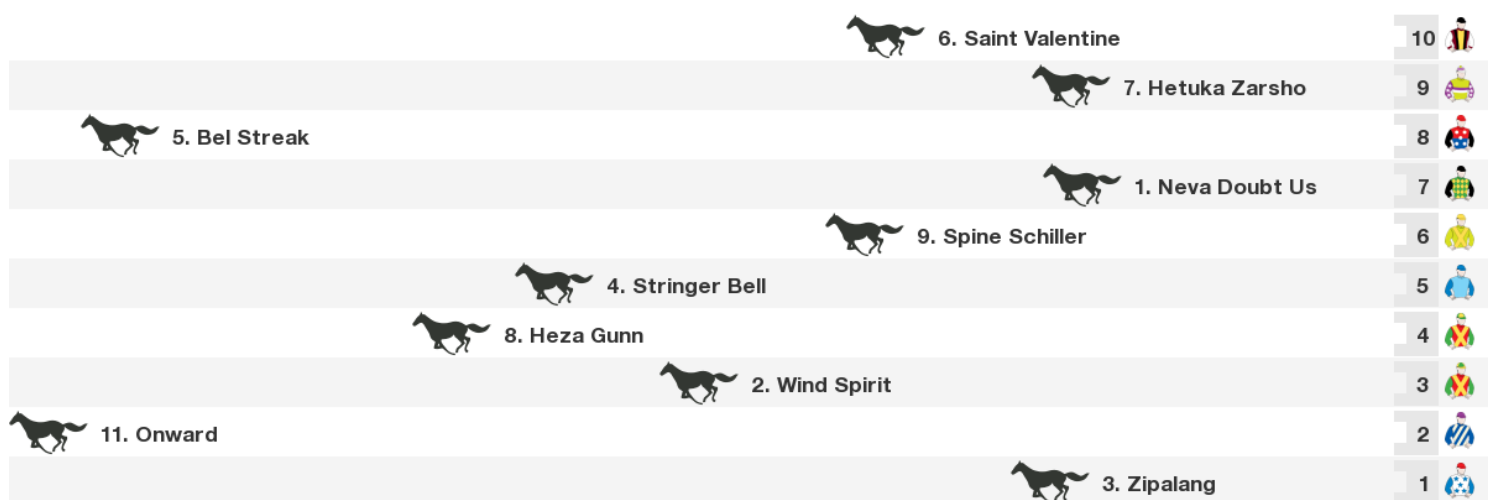 6. Saint Valentine 10
7. Hetuka Zarsho 9
5. Bel Streak 8
1. Neva Doubt Us 7
9. Spine Schiller 6
4. Stringer Bell 5
8. Heza Gunn 4
2. Wind Spirit 3
11. Onward 2
3. Zipalang 1